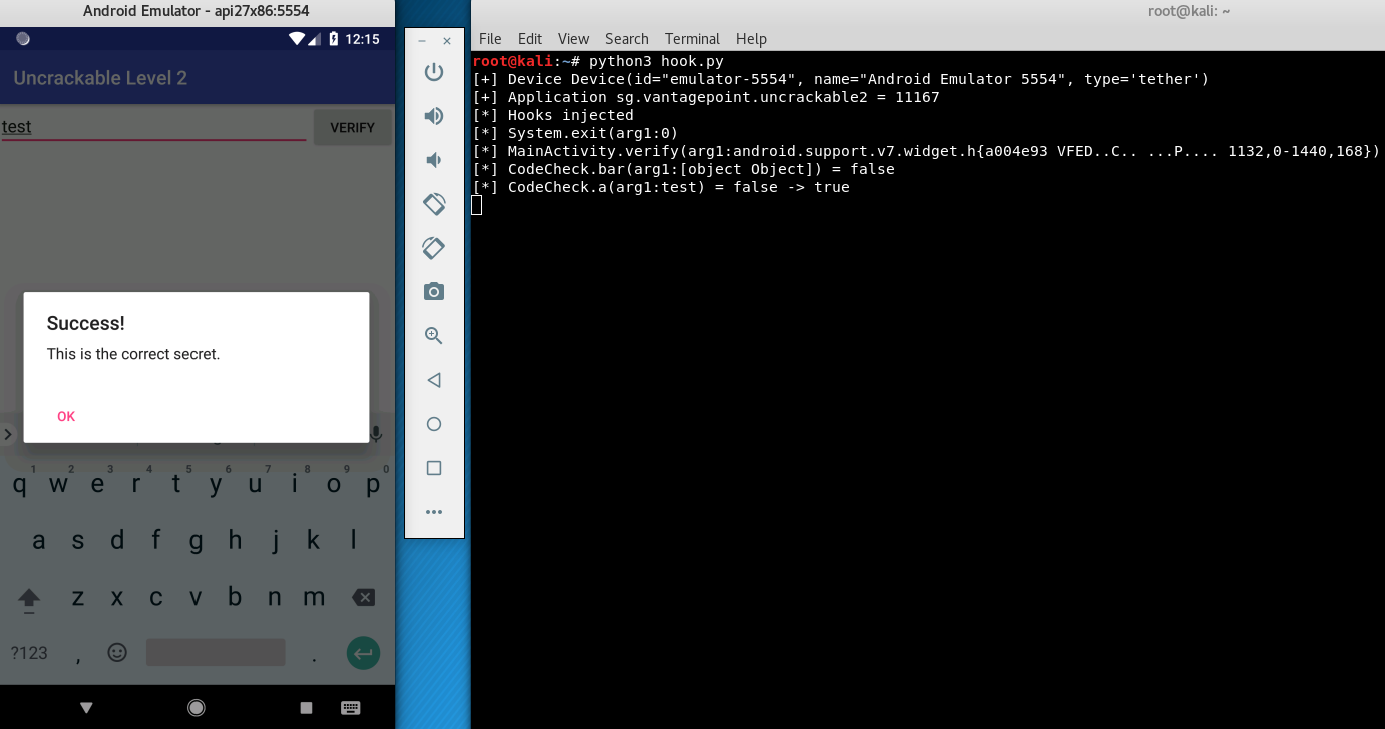 Android Emulator - api27x86:5554
12:15
Uncrackable Level 2
test
VERIFY
Success!
This is the correct secret.
OK
1 2 3 4 5 6 7 8 9 0
q w e r t y u i o p
a s d f g h j k l
z x c v b n m
?123 , .
root@kali: ~
File Edit View Search Terminal Help
root@kali:~# python3 hook.py
[+] Device Device(id="emulator-5554", name="Android Emulator 5554", type='tether')
[+] Application sg.vantagepoint.uncrackable2 = 11167
[*] Hooks injected
[*] System.exit(arg1:0)
[*] MainActivity.verify(arg1:android.support.v7.widget.h{a004e93 VFED..C.. ...P.... 1132,0-1440,168})
[*] CodeCheck.bar(arg1:[object Object]) = false
[*] CodeCheck.a(arg1:test) = false -> true